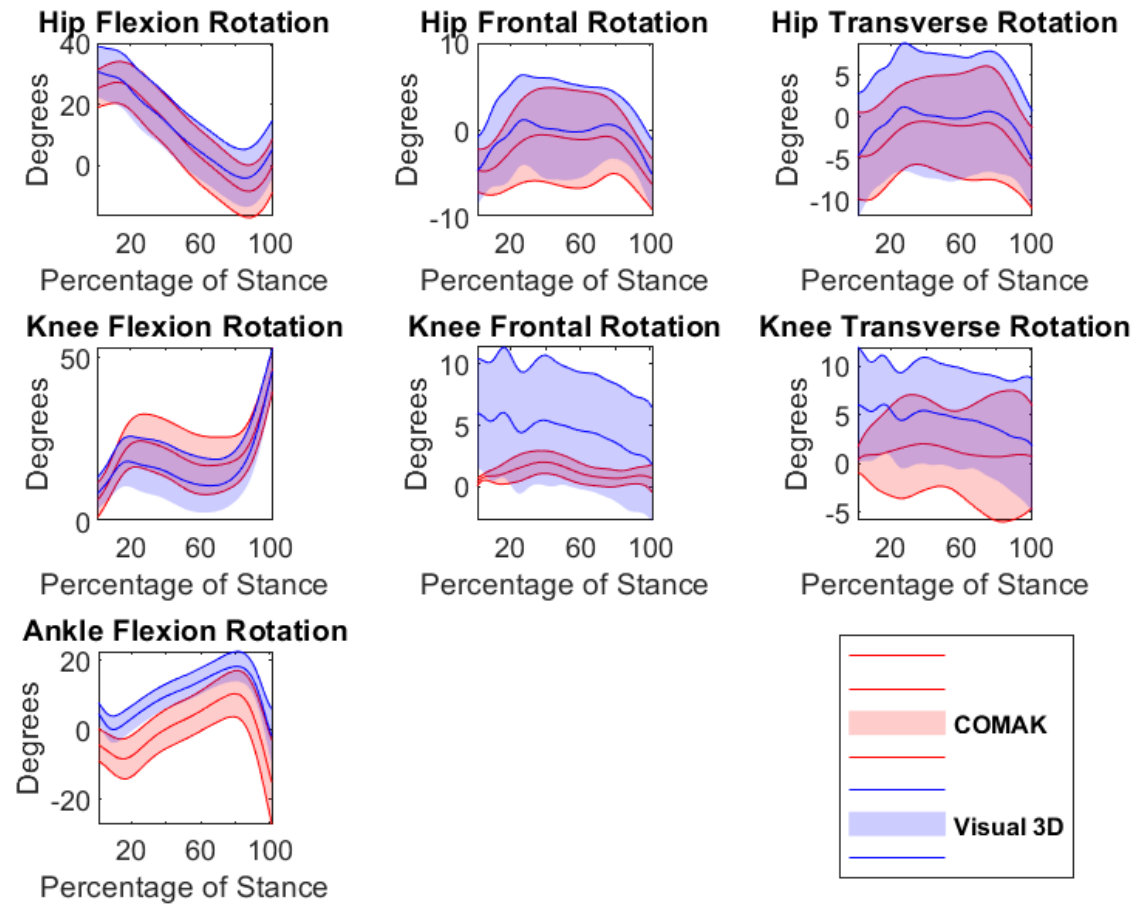 Hip Flexion Rotation
40
20
0
Degrees
20 60 100
Percentage of Stance
Hip Frontal Rotation
10
0
-10
Degrees
20 60 100
Percentage of Stance
Hip Transverse Rotation
5
0
-5
-10
Degrees
20 60 100
Percentage of Stance
Knee Flexion Rotation
50
0
Degrees
20 60 100
Percentage of Stance
Knee Frontal Rotation
10
5
0
Degrees
20 60 100
Percentage of Stance
Knee Transverse Rotation
10
5
0
-5
Degrees
20 60 100
Percentage of Stance
Ankle Flexion Rotation
20
0
-20
Degrees
20 60 100
Percentage of Stance
COMAK
Visual 3D